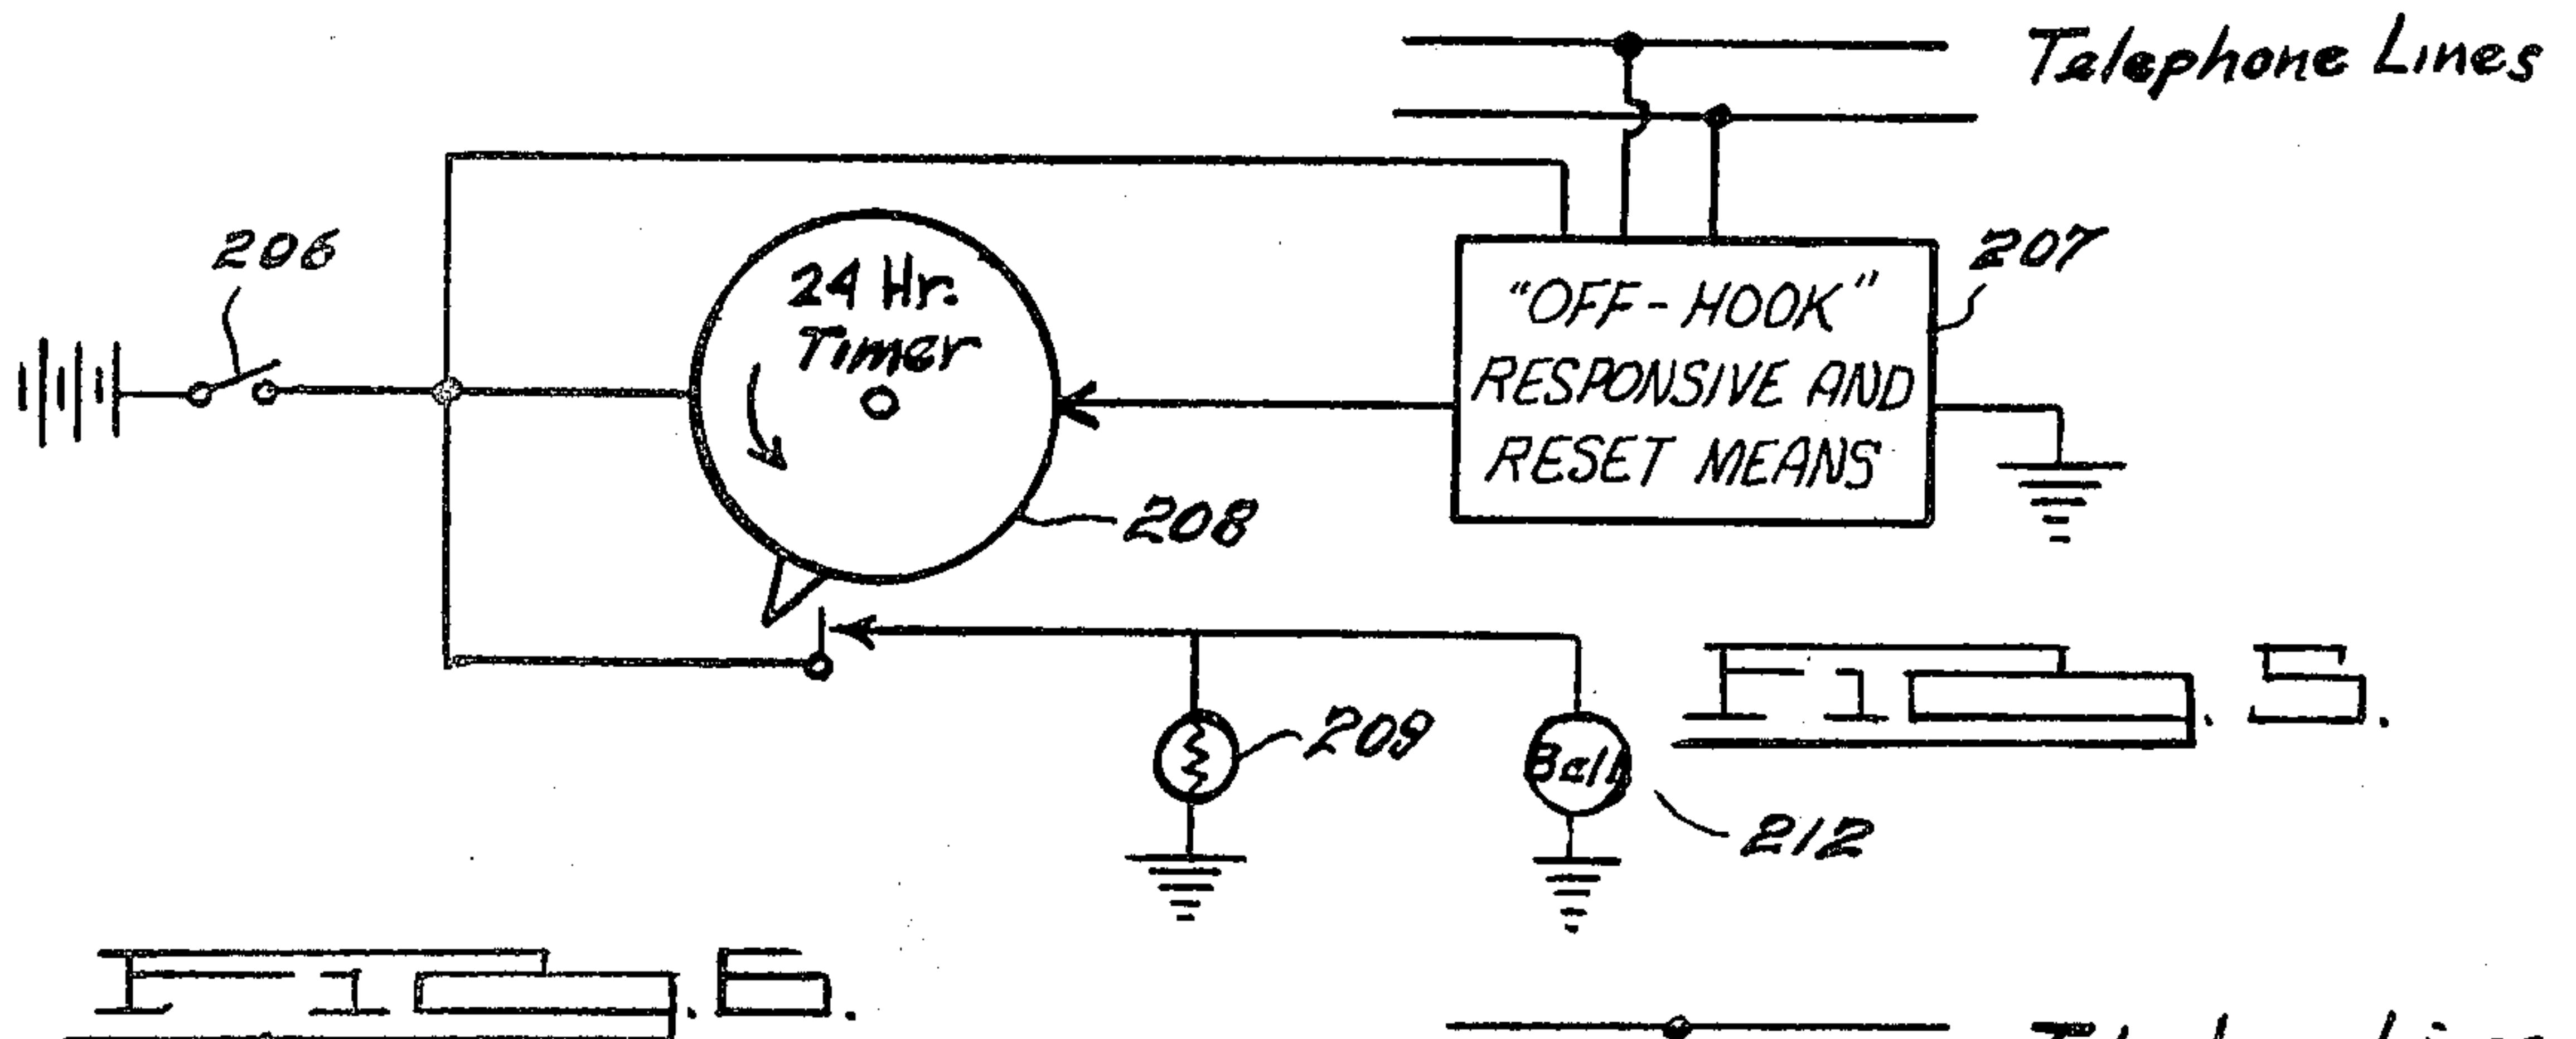 Telephone Lines
206
24 Hr.
Timer
207
"OFF-HOOK"
RESPONSIVE AND
RESET MEANS
208
209
Bell
212
FIG. 5.
FIG. 6.